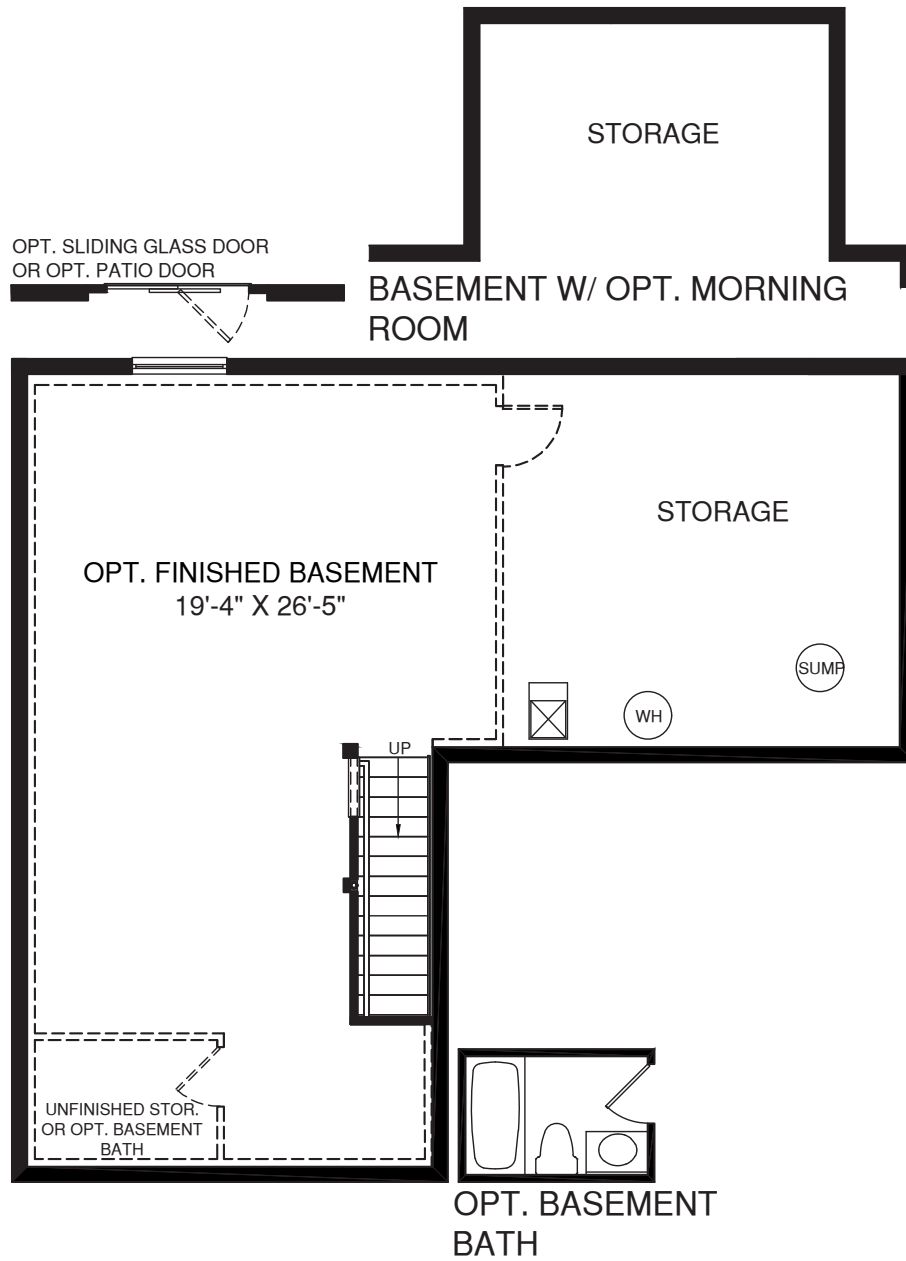 STORAGE
OPT. SLIDING GLASS DOOR
OR OPT. PATIO DOOR
BASEMENT W/ OPT. MORNING
ROOM
STORAGE
OPT. FINISHED BASEMENT
19'-4" X 26'-5"
SUMP
WH
UP
UNFINISHED STOR.
OR OPT. BASEMENT
BATH
OPT. BASEMENT
BATH